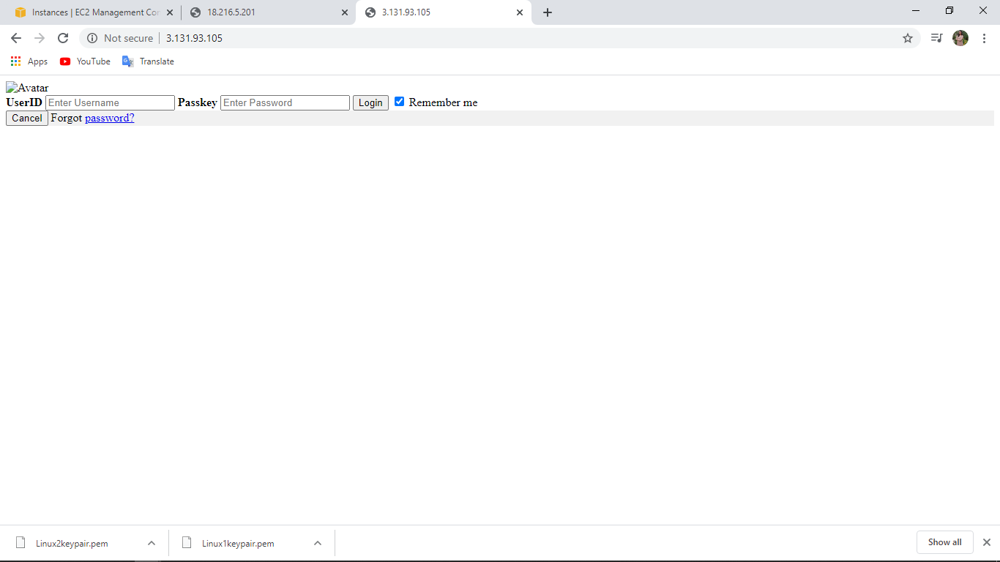 Instances | EC2 Management Con
18.216.5.201
3.131.93.105
Not secure
3.131.93.105
Apps
YouTube
Translate
Avatar
UserID Enter Username Passkey Enter Password Login Remember me
Cancel Forgot password?
Linux2keypair.pem
Linux1keypair.pem
Show all